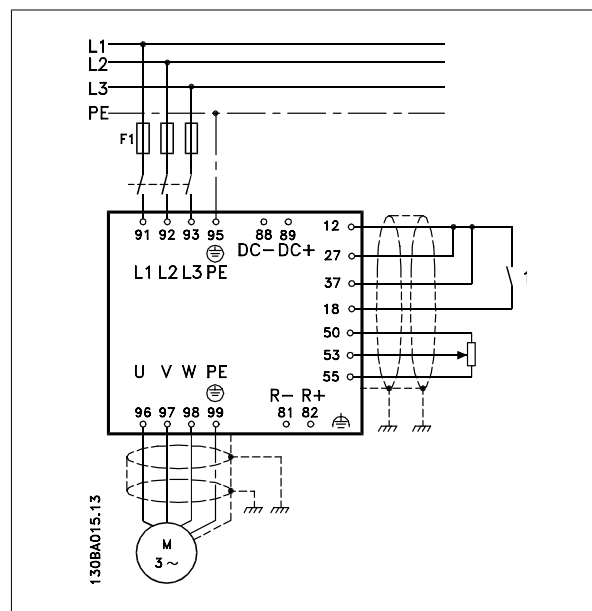 L1
L2
L3
PE
F1
91 92 93 95 88 89
DC- DC+
L1 L2 L3 PE
12
27
37
18
50
53
55
U V W PE
R- R+
96 97 98 99 81 82
M
3 ~
130BA015.13